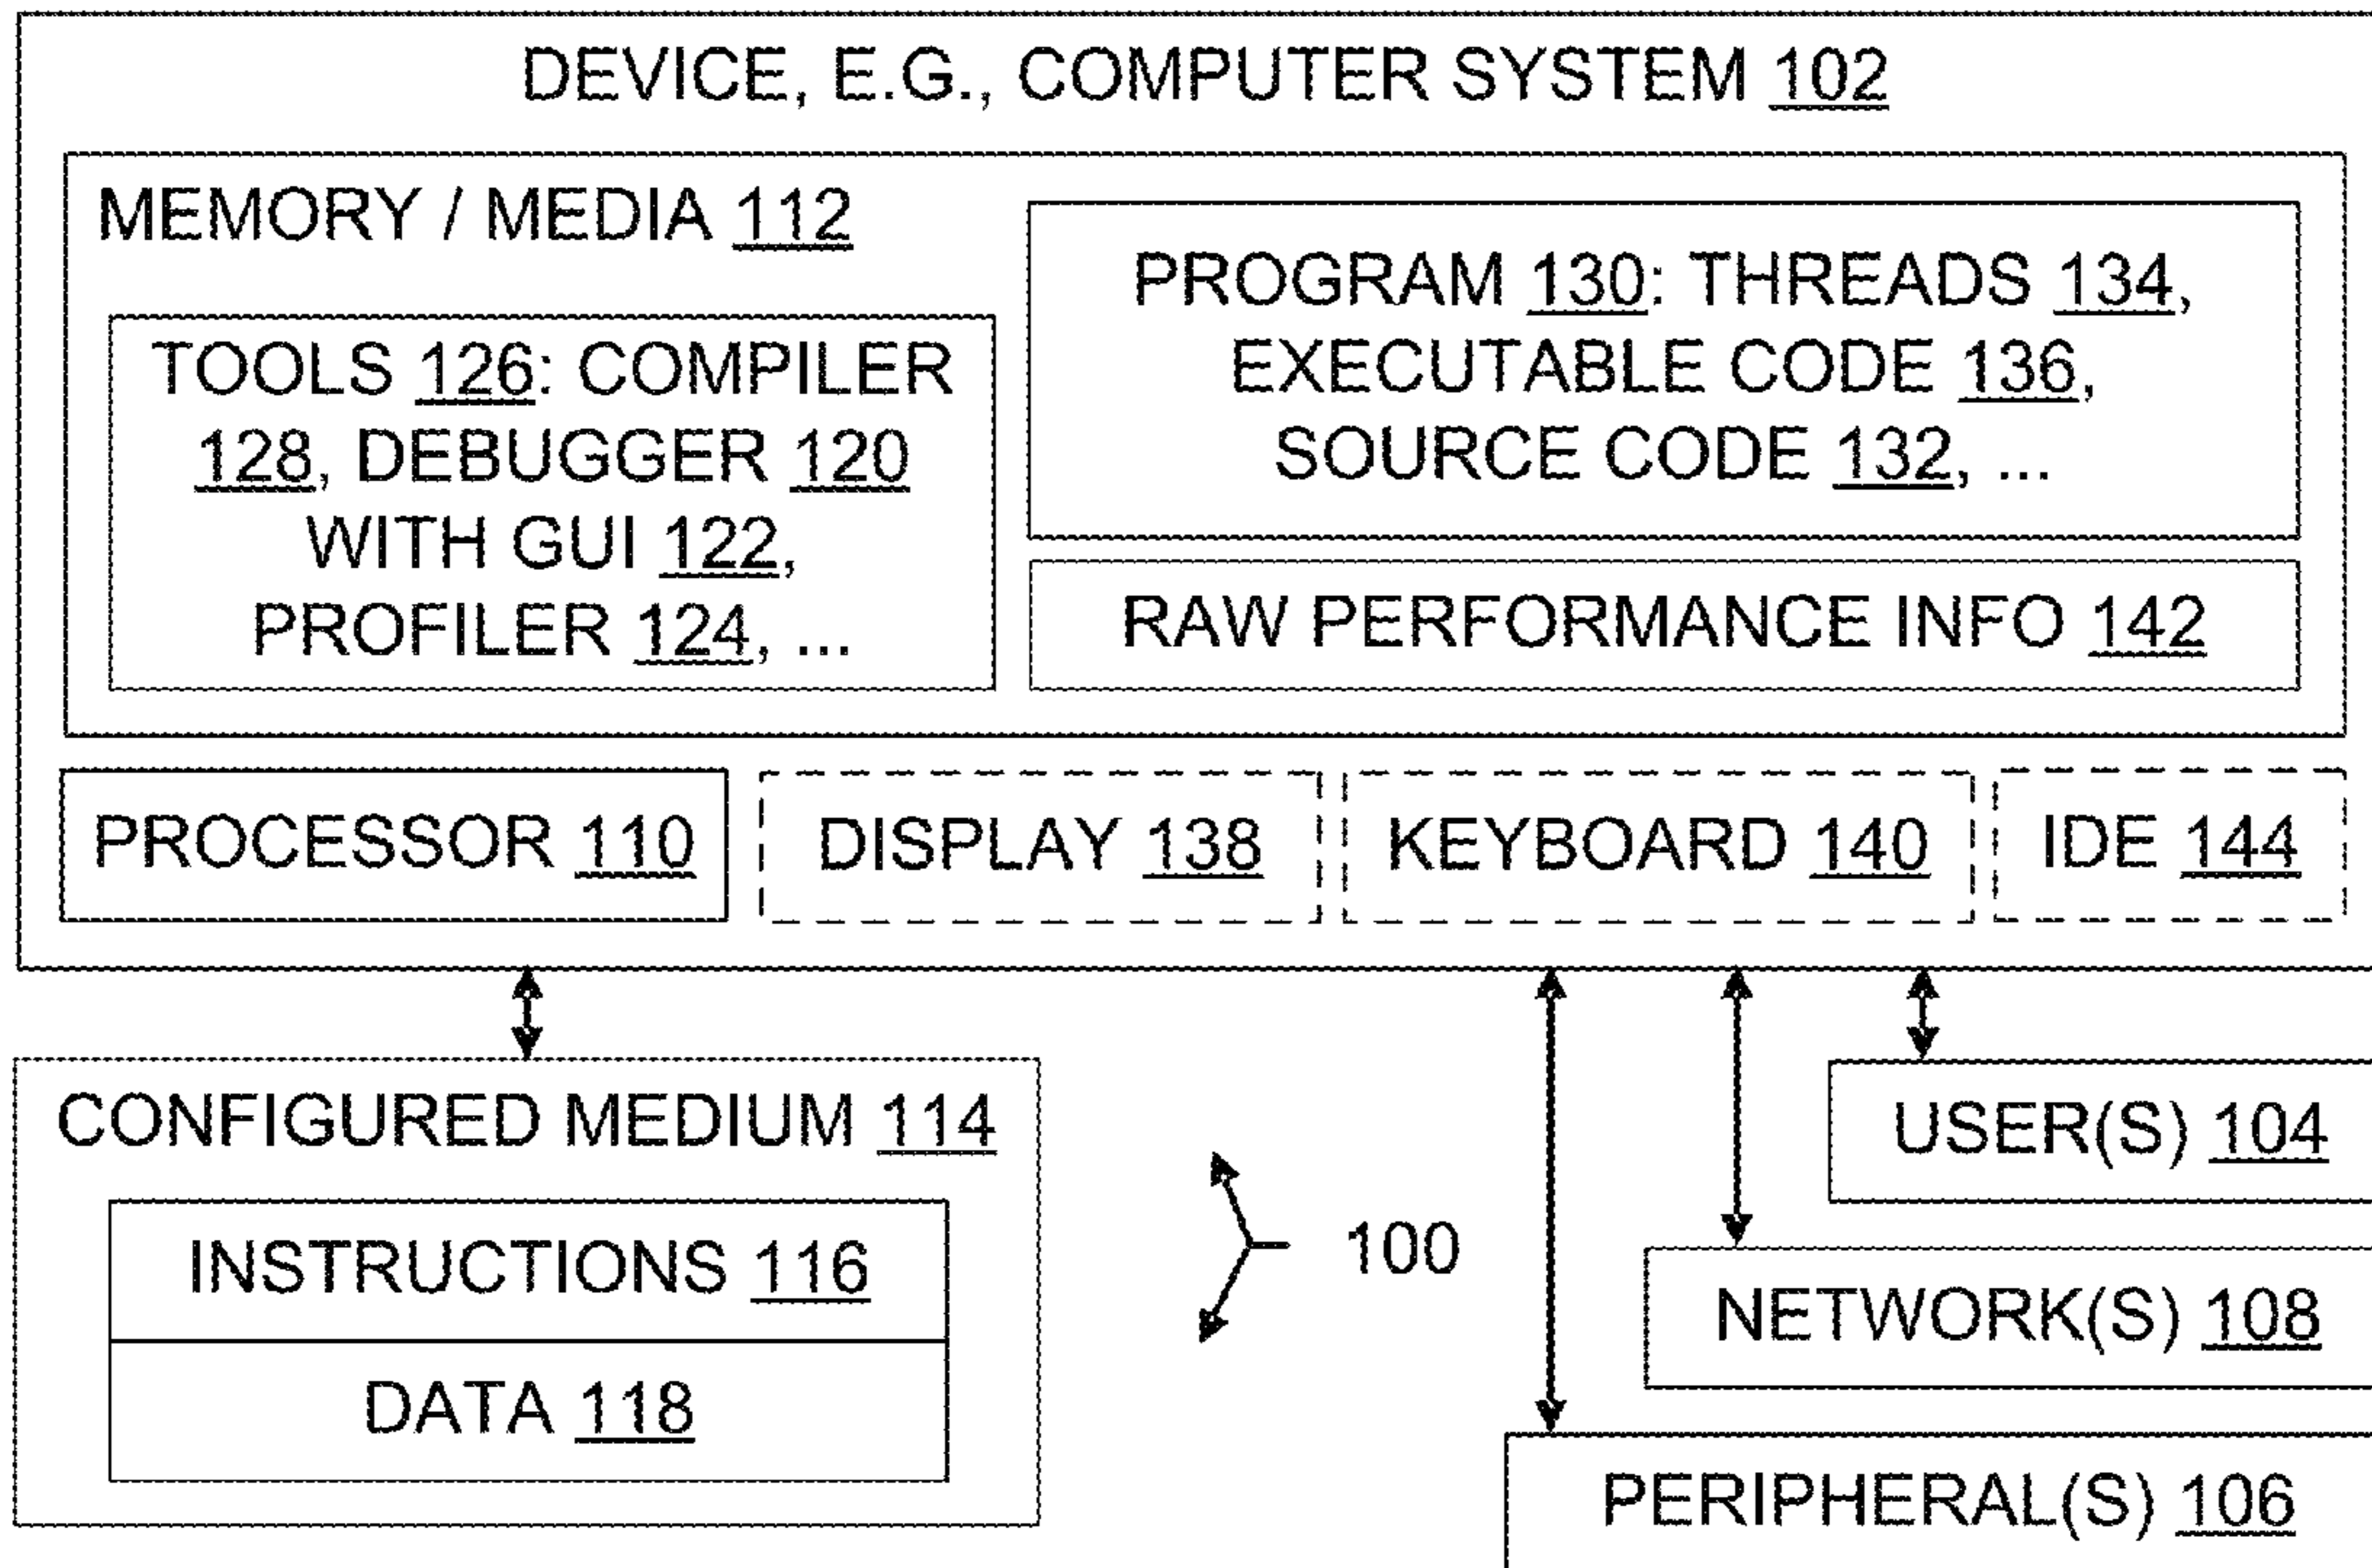 DEVICE, E.G., COMPUTER SYSTEM 102
MEMORY / MEDIA 112
TOOLS 126: COMPILER
128, DEBUGGER 120
WITH GUI 122,
PROFILER 124, ...
PROGRAM 130: THREADS 134,
EXECUTABLE CODE 136,
SOURCE CODE 132, ...
RAW PERFORMANCE INFO 142
PROCESSOR 110
DISPLAY 138
KEYBOARD 140
IDE 144
CONFIGURED MEDIUM 114
INSTRUCTIONS 116
DATA 118
100
USER(S) 104
NETWORK(S) 108
PERIPHERAL(S) 106